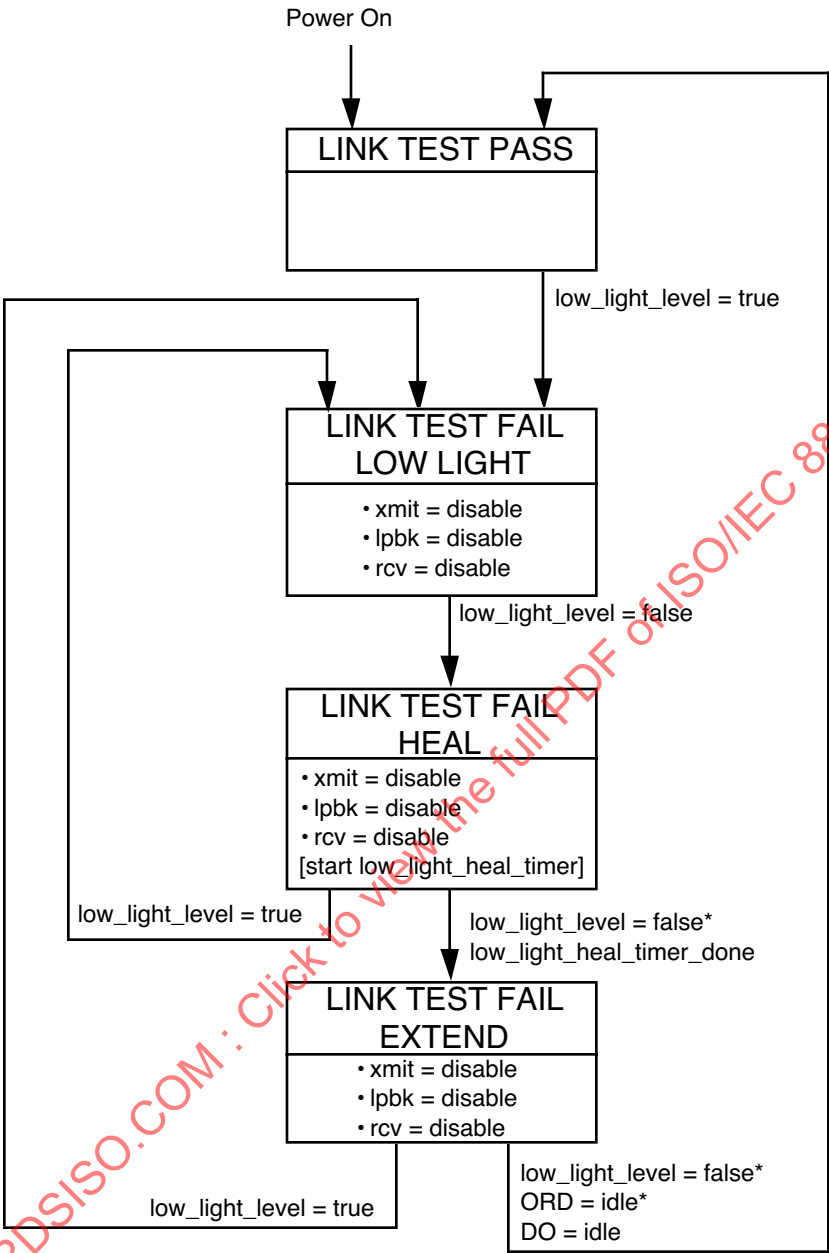 Power On
LINK TEST PASS
low_light_level = true
LINK TEST FAIL
LOW LIGHT
• xmit = disable
• lpbk = disable
• rcv = disable
low_light_level = false
LINK TEST FAIL
HEAL
• xmit = disable
• lpbk = disable
• rcv = disable
[start low_light_heal_timer]
low_light_level = true
low_light_level = false*
low_light_heal_timer_done
LINK TEST FAIL
EXTEND
• xmit = disable
• lpbk = disable
• rcv = disable
low_light_level = true
low_light_level = false*
ORD = idle*
DO = idle
PDSISO.COM : Click to view the full PDF of ISO/IEC 88